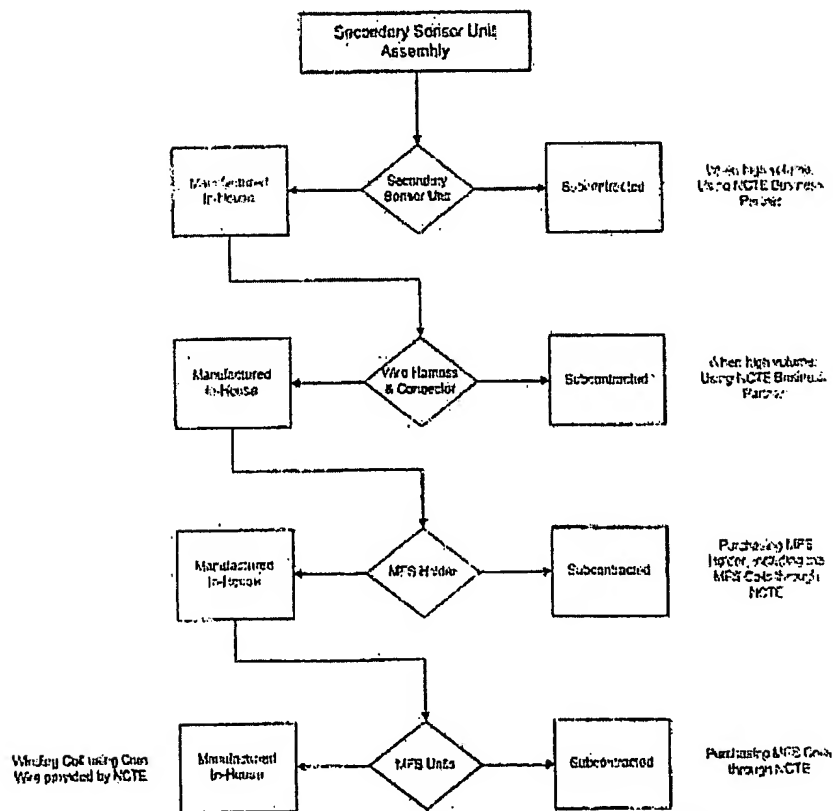 Secondary Sensor Unit
Assembly
Manufactured
In-House
Secondary
Sensor Unit
Subcontracted
When high volume:
Using NCTE Business
Partner
Manufactured
In-House
Wire Harness
& Connector
Subcontracted
When high volume:
Using NCTE Business
Partner
Manufactured
In-House
MFS Holder
Subcontracted
Purchasing MFS
Holder, including the
MFS Coils through
NCTE
Winding Coil using Core
Wire provided by NCTE.
Manufactured
In-House
MFS Units
Subcontracted
Purchasing MFS Coils
through NCTE